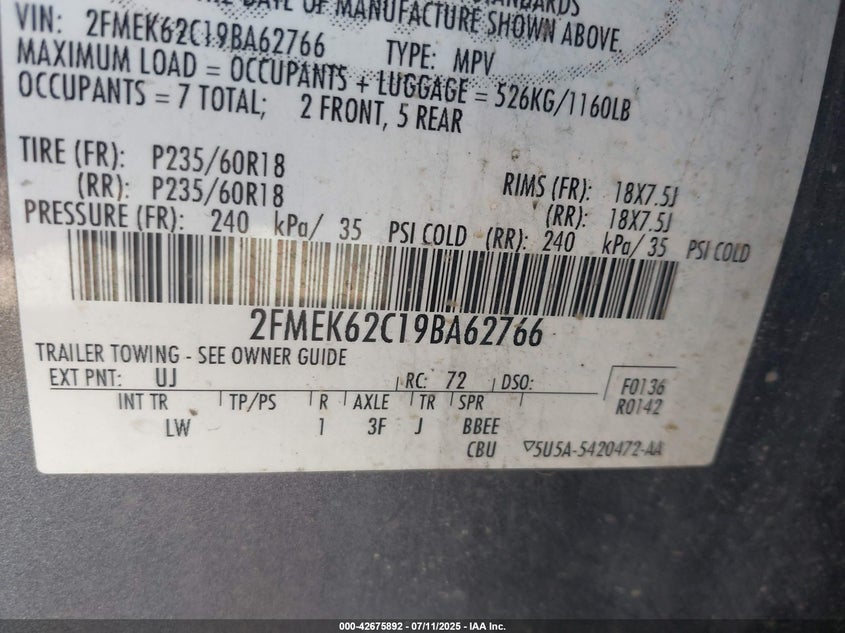 STANDARDS
DATE OF MANUFACTURE SHOWN ABOVE.
VIN: 2FMEK62C19BA62766 TYPE: MPV
MAXIMUM LOAD = OCCUPANTS + LUGGAGE = 526KG/1160LB
OCCUPANTS = 7 TOTAL; 2 FRONT, 5 REAR
TIRE (FR): P235/60R18 RIMS (FR): 18X7.5J
(RR): P235/60R18 (RR): 18X7.5J
PRESSURE (FR): 240 kPa/ 35 PSI COLD (RR): 240 kPa/ 35 PSI COLD
2FMEK62C19BA62766
TRAILER TOWING - SEE OWNER GUIDE
EXT PNT: UJ RC: 72 DSO: F0136
R0142
INT TR TP/PS R AXLE TR SPR
LW 1 3F J BBEE
CBU ▽5U5A-5420472-AA
000-42675892 / 07/11/2025 - IAA Inc.